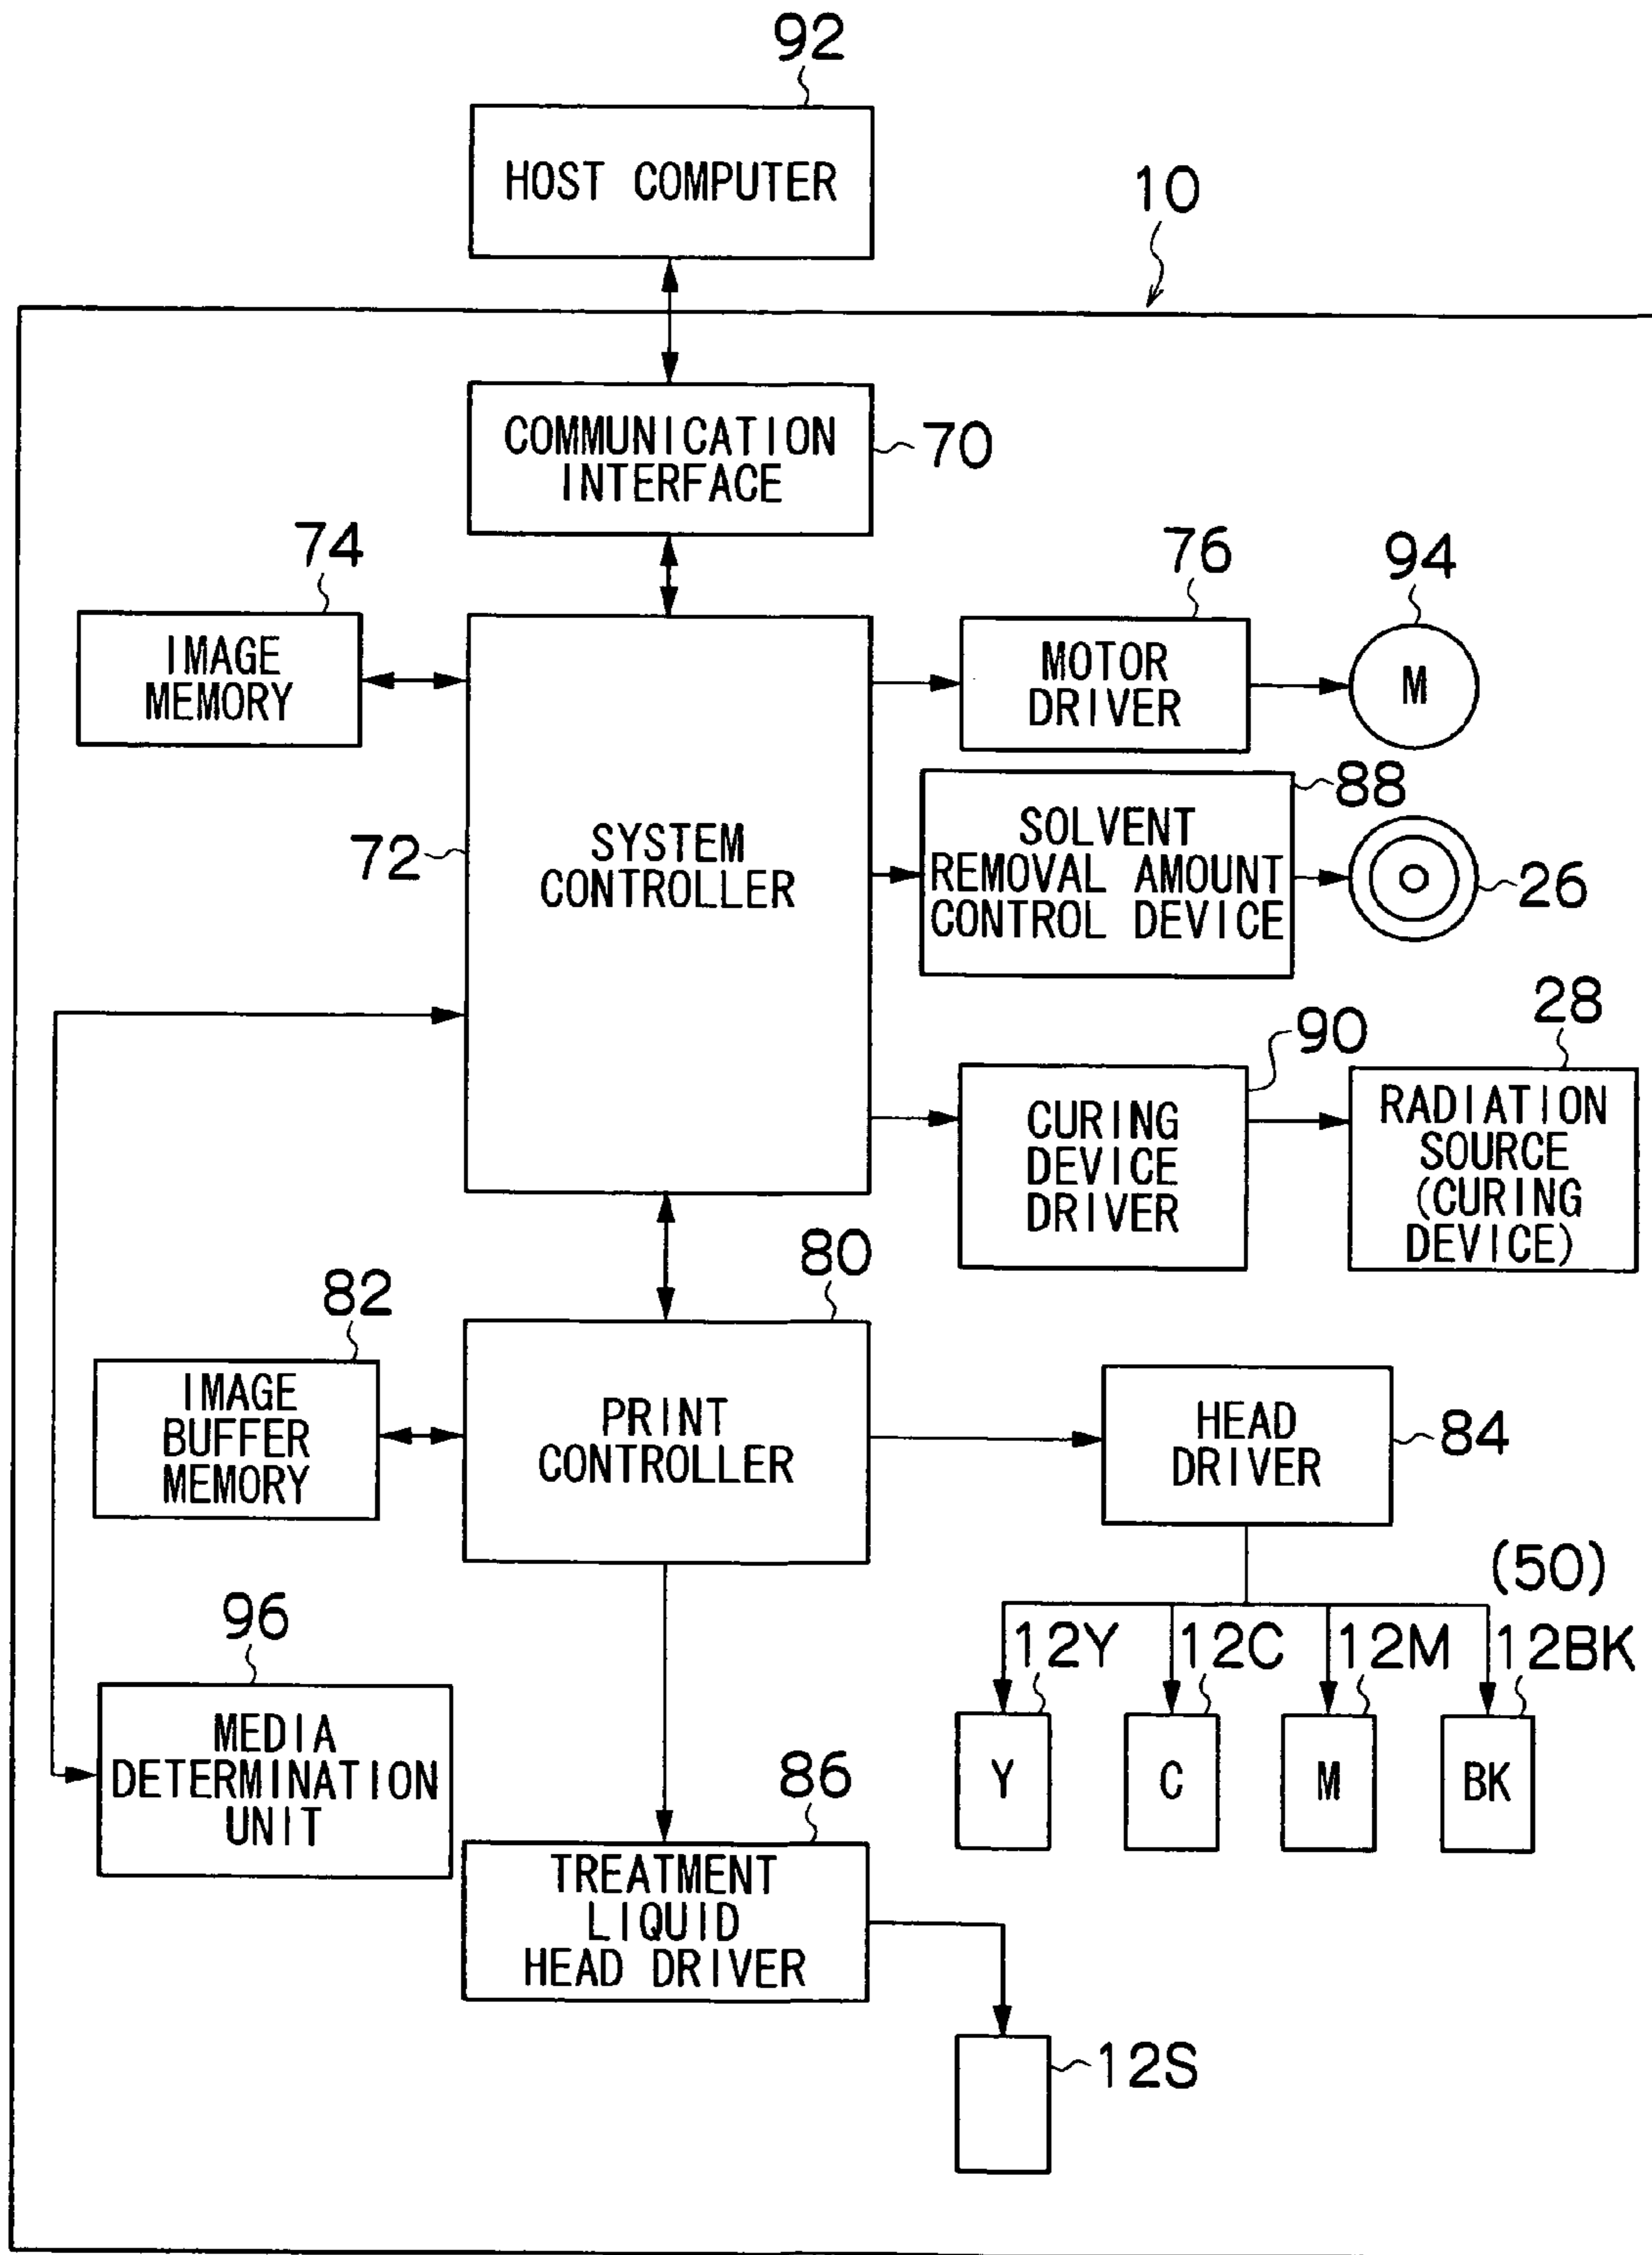 92
HOST COMPUTER
10
COMMUNICATION
INTERFACE
70
74
IMAGE
MEMORY
76
MOTOR
DRIVER
94
M
72
SYSTEM
CONTROLLER
88
SOLVENT
REMOVAL AMOUNT
CONTROL DEVICE
26
90
CURING
DEVICE
DRIVER
28
RADIATION
SOURCE
(CURING
DEVICE)
80
PRINT
CONTROLLER
82
IMAGE
BUFFER
MEMORY
HEAD
DRIVER
84
(50)
12Y
12C
12M
12BK
Y
C
M
BK
96
MEDIA
DETERMINATION
UNIT
86
TREATMENT
LIQUID
HEAD DRIVER
12S